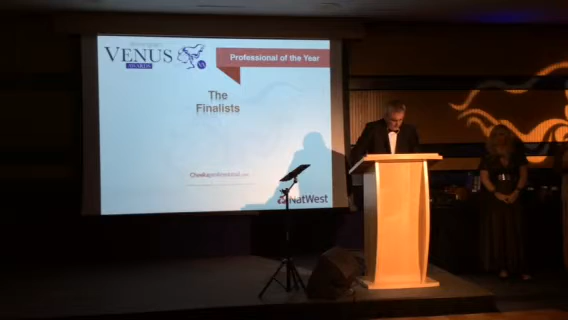 VENUS
AWARDS
Professional of the Year
The
Finalists
NatWest